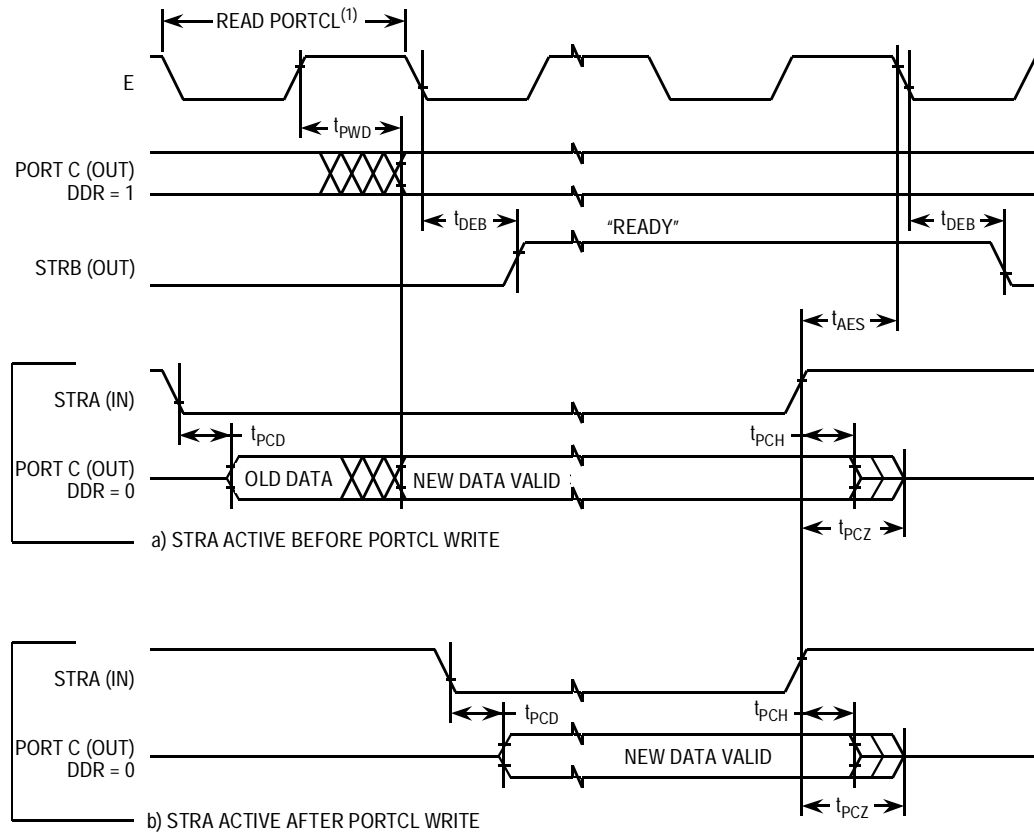 READ PORTCL(1)
E
tPWD
PORT C (OUT)
DDR = 1
tDEB
"READY"
tDEB
STRB (OUT)
tAES
STRA (IN)
tPCD
tPCH
PORT C (OUT)
DDR = 0
OLD DATA
NEW DATA VALID
tPCZ
a) STRA ACTIVE BEFORE PORTCL WRITE
STRA (IN)
tPCD
tPCH
PORT C (OUT)
DDR = 0
NEW DATA VALID
tPCZ
b) STRA ACTIVE AFTER PORTCL WRITE